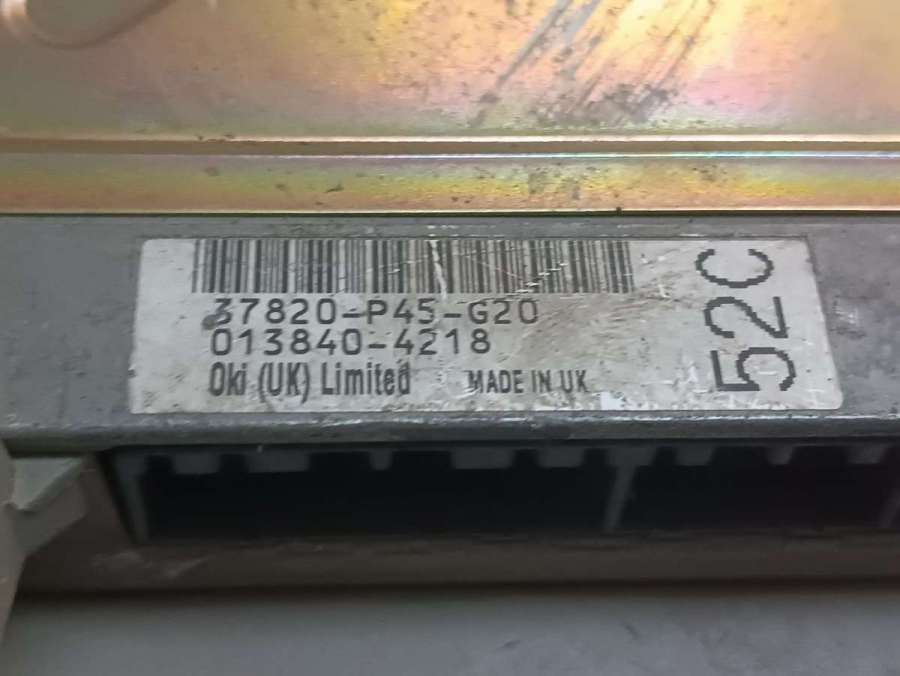 37820-P45-G20
013840-4218
Oki (UK) Limited MADE IN UK
52C